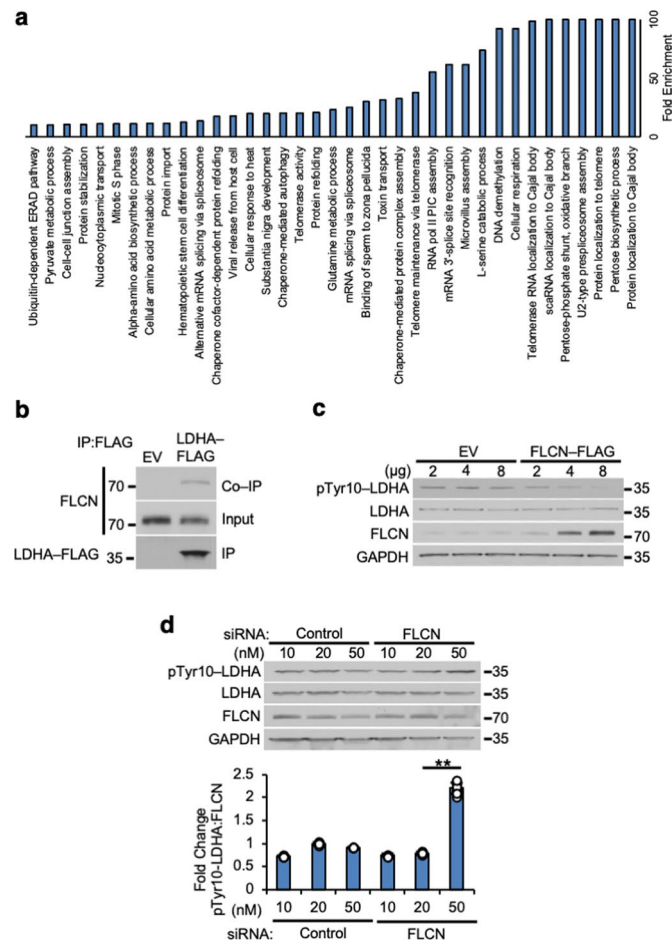 a
100
50
0
Fold Enrichment
Ubiquitin-dependent ERAD pathway
Pyruvate metabolic process
Cell-cell junction assembly
Protein stabilization
Nucleocytoplasmic transport
Mitotic S phase
Alpha-amino acid biosynthetic process
Cellular amino acid metabolic process
Protein import
Hematopoietic stem cell differentiation
Alternative mRNA splicing via spliceosome
Chaperone cofactor-dependent protein refolding
Viral release from host cell
Cellular response to heat
Substantia nigra development
Chaperone-mediated autophagy
Telomerase activity
Protein refolding
Glutamine metabolic process
mRNA splicing via spliceosome
Binding of sperm to zona pellucida
Toxin transport
Chaperone-mediated protein complex assembly
Telomere maintenance via telomerase
RNA pol II PIC assembly
mRNA 3'-splice site recognition
Microvillus assembly
L-serine catabolic process
DNA demethylation
Cellular respiration
Telomerase RNA localization to Cajal body
scaRNA localization to Cajal body
Pentose-phosphate shunt, oxidative branch
U2-type prespliceosome assembly
Protein localization to telomere
Pentose biosynthetic process
Protein localization to Cajal body
b
IP:FLAG
EV
LDHA–
FLAG
FLCN
70
Co–IP
70
Input
LDHA–FLAG
35
IP
c
EV FLCN–FLAG
(µg) 2 4 8 2 4 8
pTyr10–LDHA 35
LDHA 35
FLCN 70
GAPDH 35
d
siRNA: Control FLCN
(nM) 10 20 50 10 20 50
pTyr10–LDHA 35
LDHA 35
FLCN 70
GAPDH 35
Fold Change
pTyr10-LDHA:FLCN
2.5
2
1.5
1
0.5
0
**
(nM) 10 20 50 10 20 50
siRNA: Control FLCN